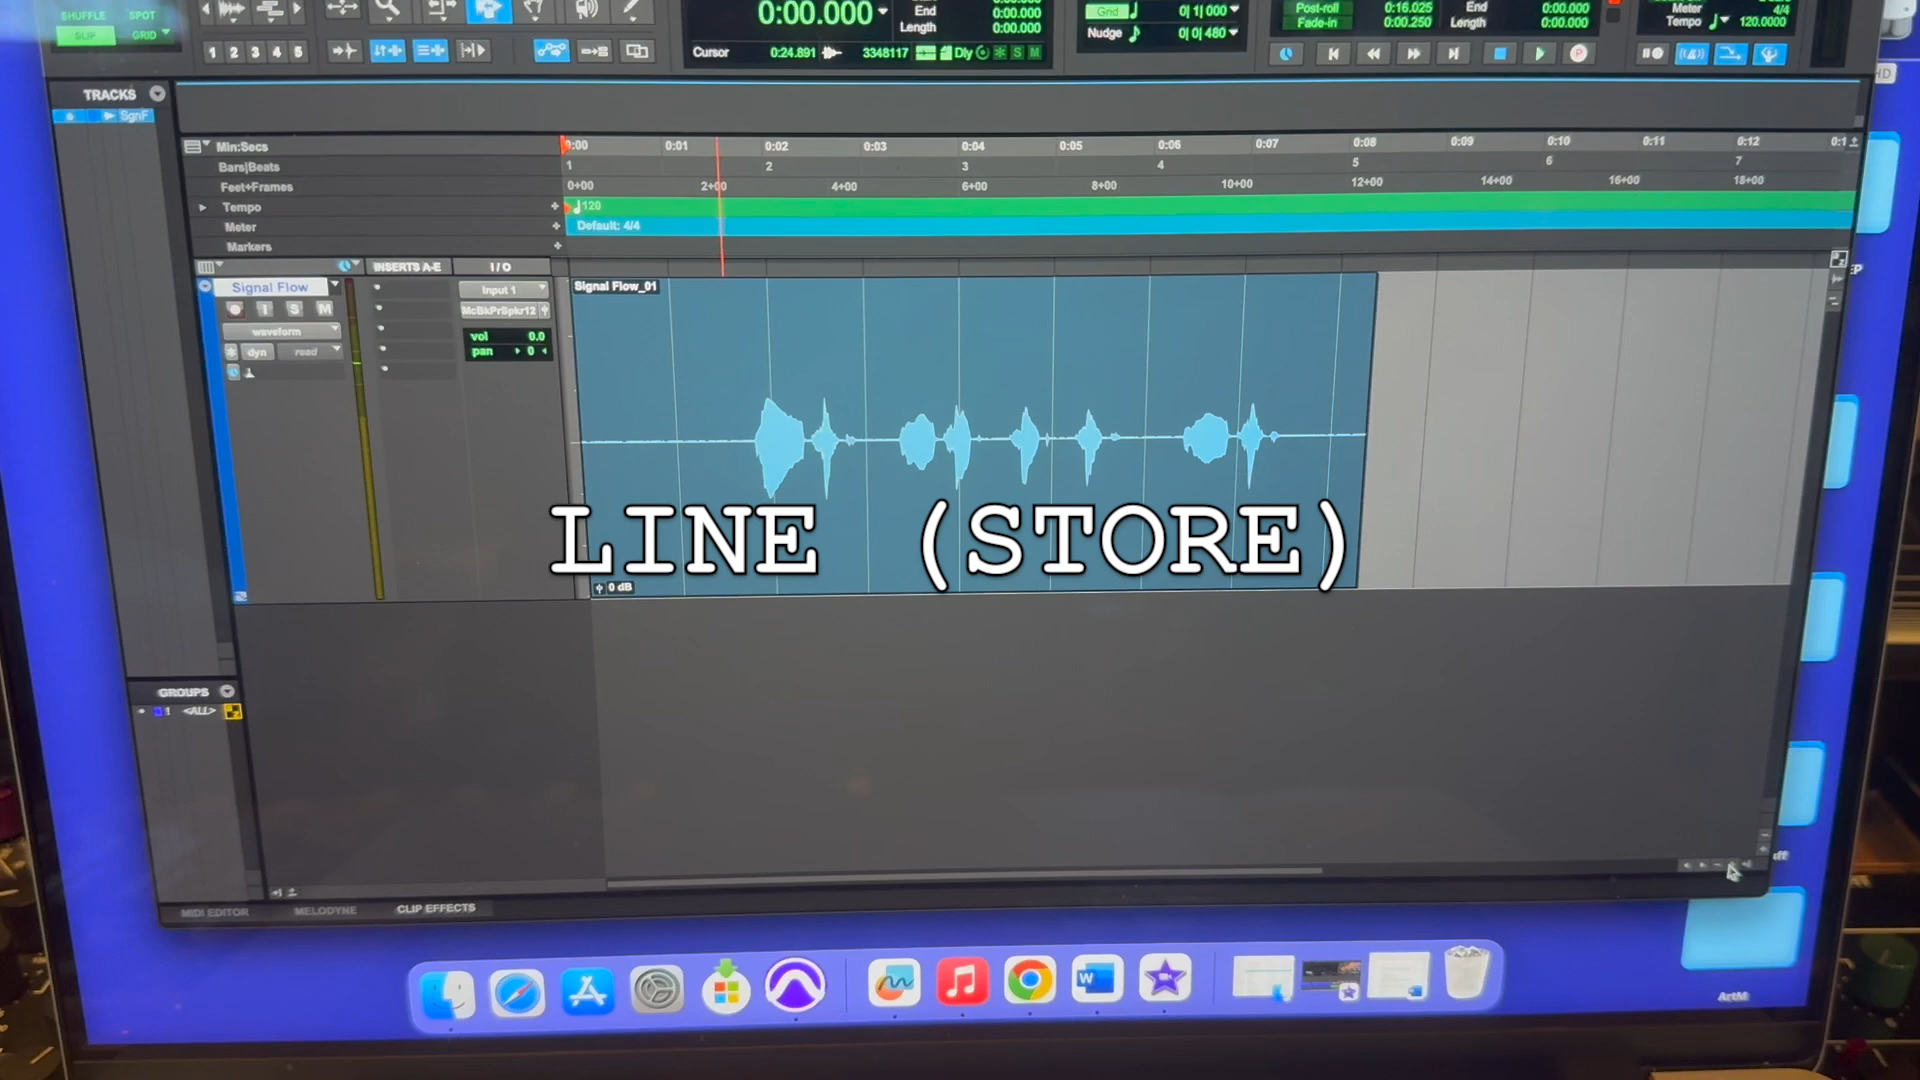 SHUFFLE SPOT
SLIP GRID
1 2 3 4 5
0:00.000
End 0:00.000
Length 0:00.000
Cursor 0:24.891 3348117 Dly S M
Grid 0| 1| 000
Nudge 0| 0| 480
Post-roll 0:16.025
Fade-in 0:00.250
End 0:00.000
Length 0:00.000
Meter 4/4
Tempo 120.0000
HD
TRACKS
SgnF
Min:Secs 0:00 0:01 0:02 0:03 0:04 0:05 0:06 0:07 0:08 0:09 0:10 0:11 0:12 0:1
Bars|Beats 1 2 3 4 5 6 7
Feet+Frames 0+00 2+00 4+00 6+00 8+00 10+00 12+00 14+00 16+00 18+00
Tempo 120
Meter Default: 4/4
Markers
INSERTS A-E I / O
Signal Flow
I S M
waveform
dyn read
Input 1
McBkPrSpkr12
vol 0.0
pan 0
Signal Flow_01
LINE (STORE)
0 dB
GROUPS
<ALL>
MIDI EDITOR MELODYNE CLIP EFFECTS
W
ArtM